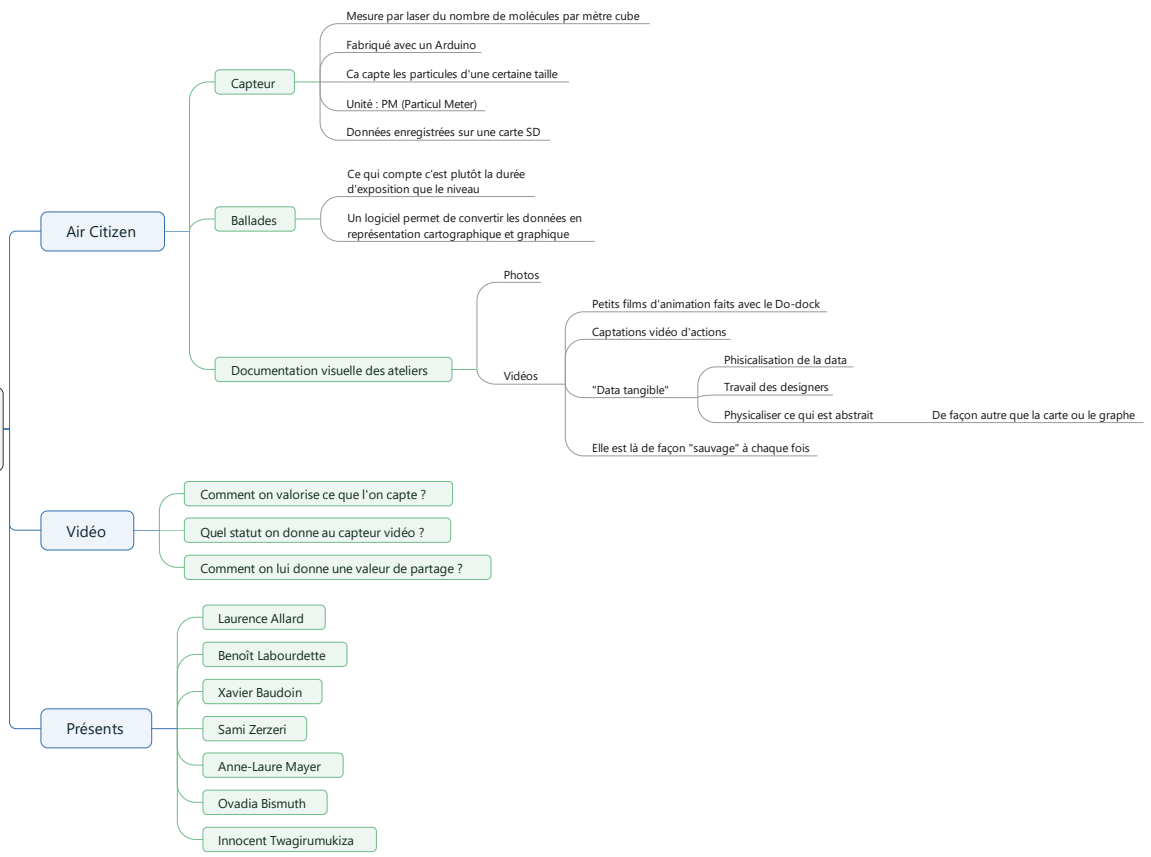 Air Citizen
Capteur
Mesure par laser du nombre de molécules par mètre cube
Fabriqué avec un Arduino
Ca capte les particules d'une certaine taille
Unité : PM (Particul Meter)
Données enregistrées sur une carte SD
Ballades
Ce qui compte c'est plutôt la durée
d'exposition que le niveau
Un logiciel permet de convertir les données en
représentation cartographique et graphique
Documentation visuelle des ateliers
Photos
Vidéos
Petits films d'animation faits avec le Do-dock
Captations vidéo d'actions
"Data tangible"
Phisicalisation de la data
Travail des designers
Physicaliser ce qui est abstrait
De façon autre que la carte ou le graphe
Elle est là de façon "sauvage" à chaque fois
Vidéo
Comment on valorise ce que l'on capte ?
Quel statut on donne au capteur vidéo ?
Comment on lui donne une valeur de partage ?
Présents
Laurence Allard
Benoît Labourdette
Xavier Baudoin
Sami Zerzeri
Anne-Laure Mayer
Ovadia Bismuth
Innocent Twagirumukiza